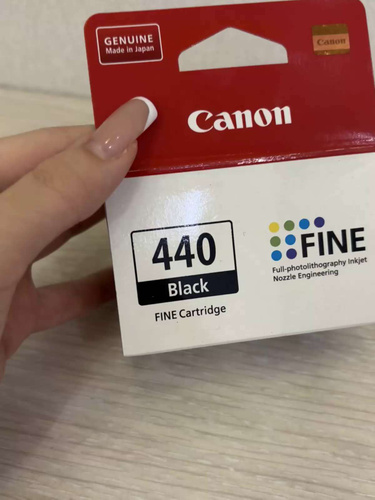 GENUINE
Made in Japan
Canon
Canon
440
Black
FINE Cartridge
FINE
Full-photolithography Inkjet
Nozzle Engineering